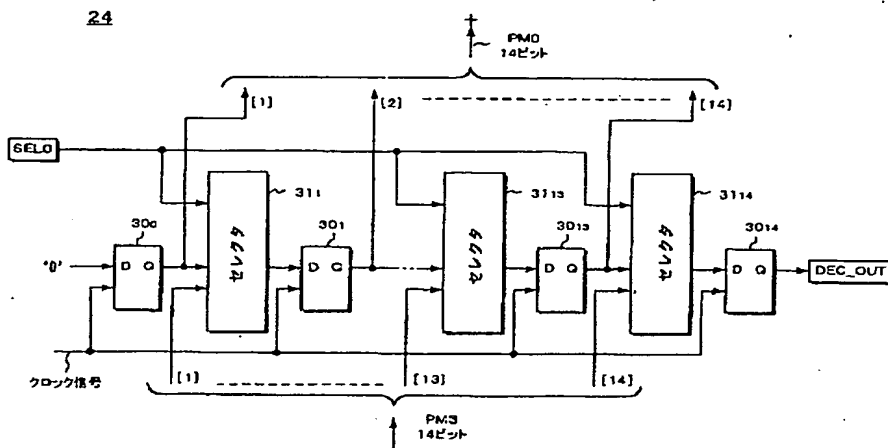 24
PM0
14ビット
[1]
[2]
[14]
SEL0
31₁
31₁₃
31₁₄
30₀
30₁
30₁₃
30₁₄
セレクタ
セレクタ
セレクタ
'0'
D Q
D Q
D Q
D Q
DEC_OUT
クロック信号
[1]
[13]
[14]
PM3
14ビット